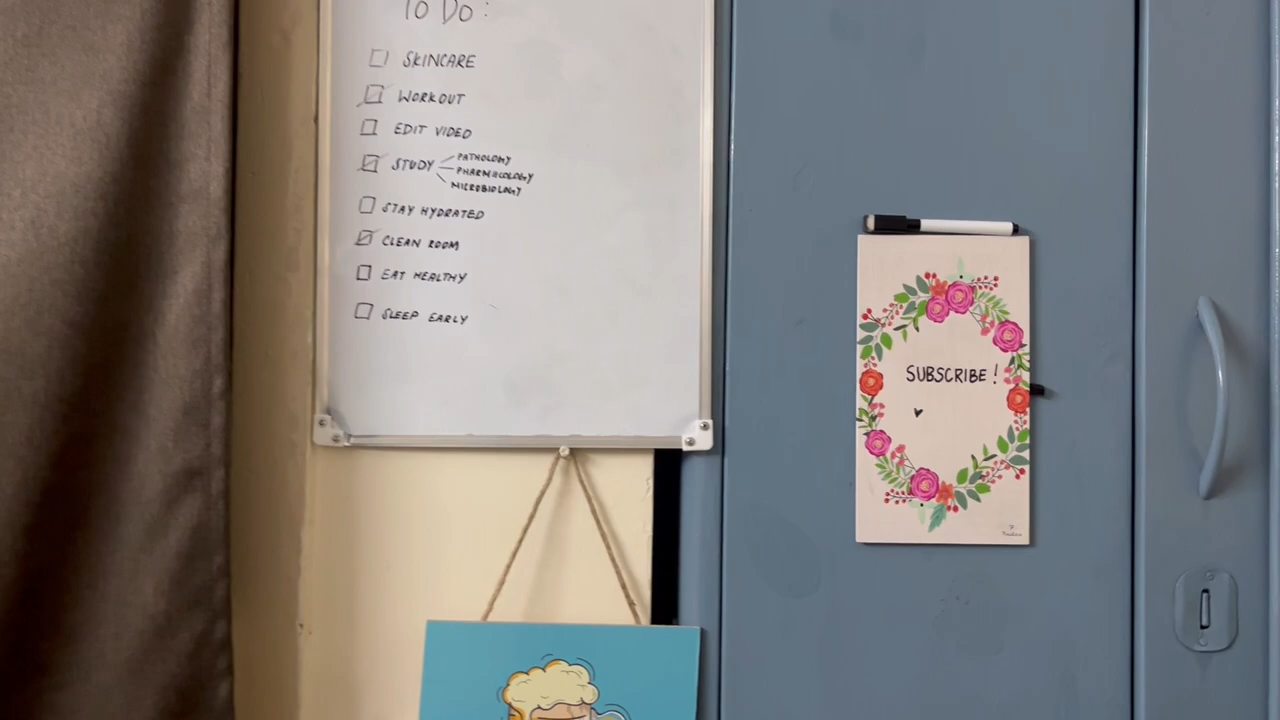 To Do:
SKINCARE
WORKOUT
EDIT VIDEO
STUDY
PATHOLOGY
PHARMACOLOGY
MICROBIOLOGY
STAY HYDRATED
CLEAN ROOM
EAT HEALTHY
SLEEP EARLY
SUBSCRIBE!